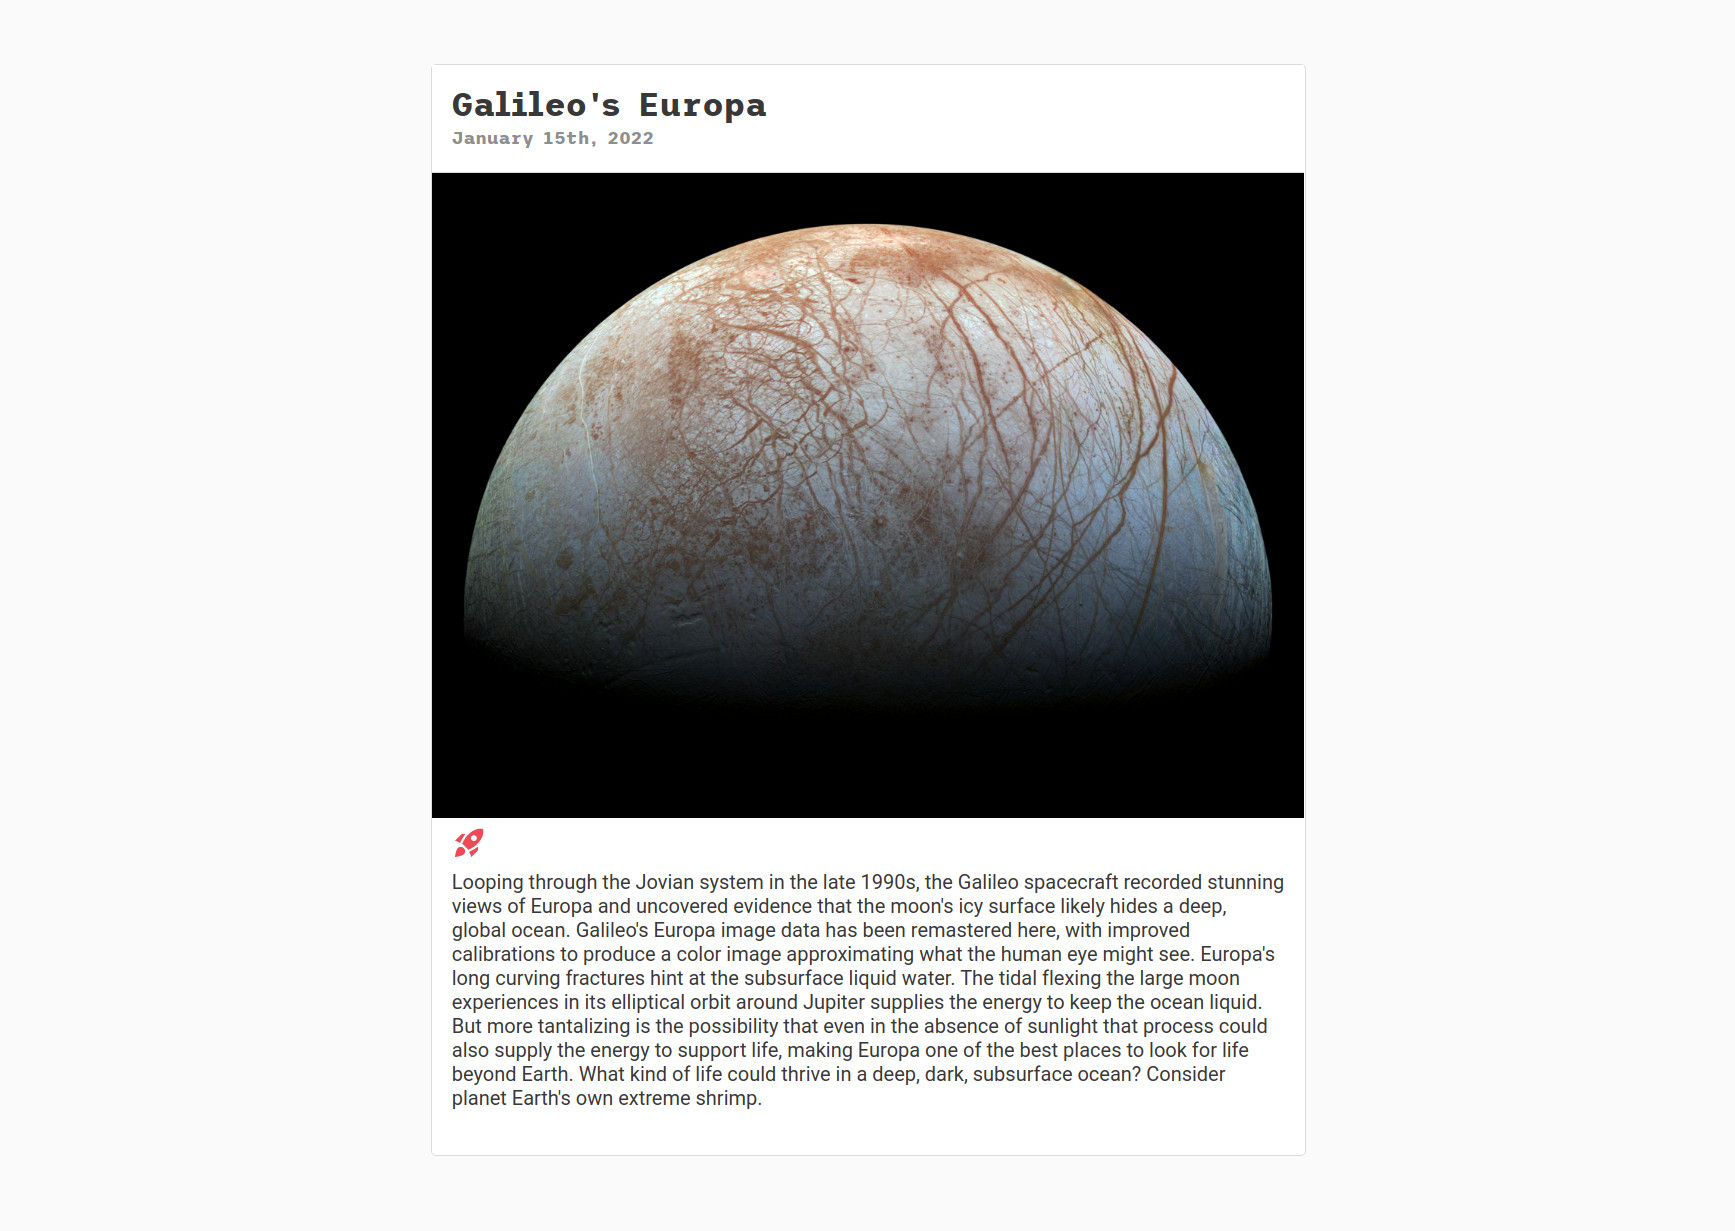 Galileo's Europa
January 15th, 2022
Looping through the Jovian system in the late 1990s, the Galileo spacecraft recorded stunning
views of Europa and uncovered evidence that the moon's icy surface likely hides a deep,
global ocean. Galileo's Europa image data has been remastered here, with improved
calibrations to produce a color image approximating what the human eye might see. Europa's
long curving fractures hint at the subsurface liquid water. The tidal flexing the large moon
experiences in its elliptical orbit around Jupiter supplies the energy to keep the ocean liquid.
But more tantalizing is the possibility that even in the absence of sunlight that process could
also supply the energy to support life, making Europa one of the best places to look for life
beyond Earth. What kind of life could thrive in a deep, dark, subsurface ocean? Consider
planet Earth's own extreme shrimp.